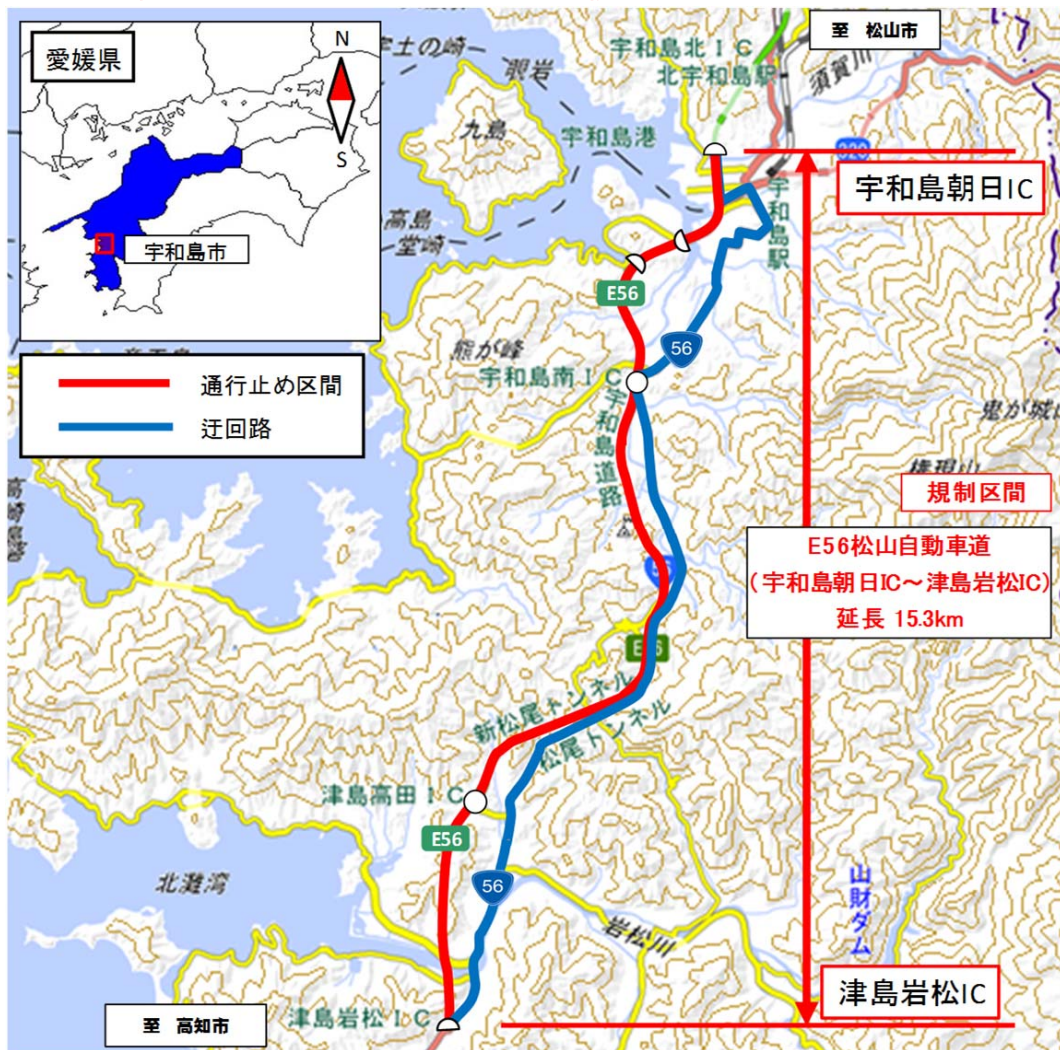 愛媛県
N
S
宇和島市
通行止め区間
迂回路
至 松山市
宇和島北IC
北宇和島駅
須賀川
九島
宇和島港
宇和島朝日IC
宇和島駅
高島
堂崎
E56
56
熊が峰
宇和島南IC
宇和島道路
規制区間
E56松山自動車道
(宇和島朝日IC～津島岩松IC)
延長 15.3km
新松尾トンネル
松尾トンネル
津島高田IC
E56
56
北灘湾
岩松川
山財ダム
津島岩松IC
至 高知市
津島岩松IC